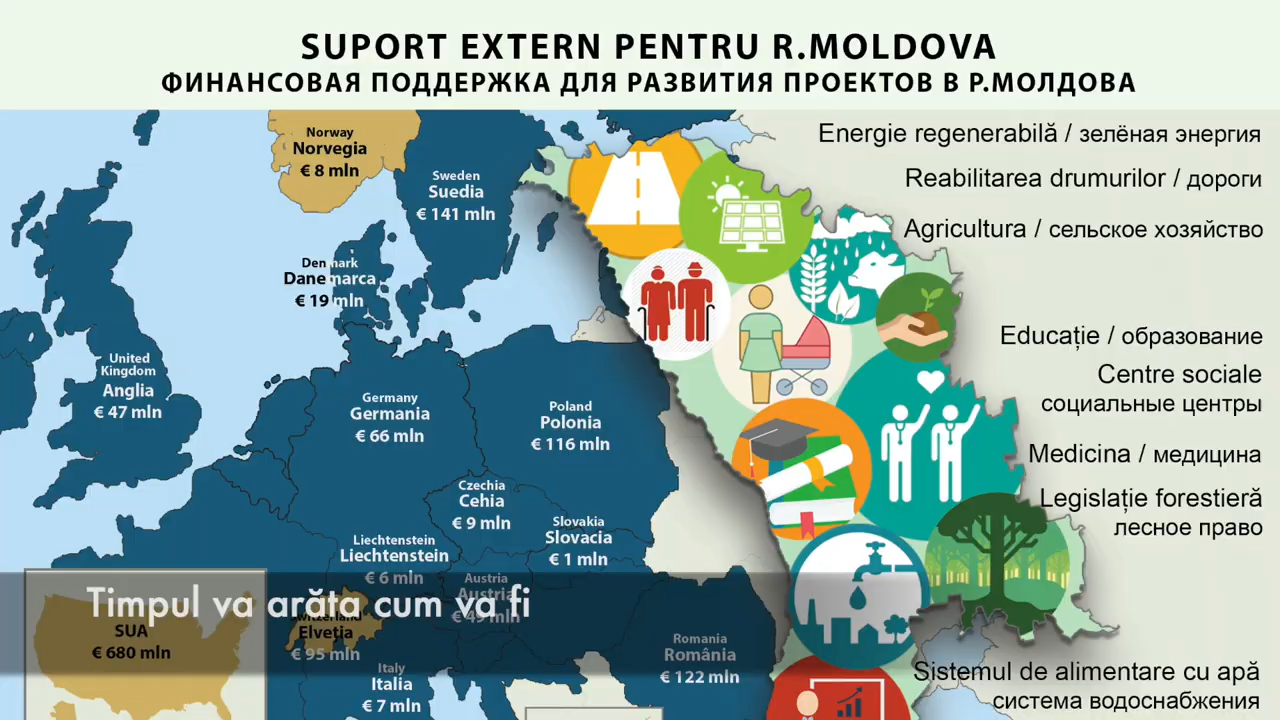 SUPORT EXTERN PENTRU R.MOLDOVA
ФИНАНСОВАЯ ПОДДЕРЖКА ДЛЯ РАЗВИТИЯ ПРОЕКТОВ В Р.МОЛДОВА
Norway
Norvegia
€ 8 mln
Sweden
Suedia
€ 141 mln
Denmark
Danemarca
€ 19 mln
United
Kingdom
Anglia
€ 47 mln
Germany
Germania
€ 66 mln
Poland
Polonia
€ 116 mln
Czechia
Cehia
€ 9 mln
Slovakia
Slovacia
€ 1 mln
Liechtenstein
Liechtenstein
€ 6 mln
Austria
Austria
€ 49 mln
Switzerland
Elveția
€ 95 mln
Italy
Italia
€ 7 mln
Romania
România
€ 122 mln
SUA
€ 680 mln
Timpul va arăta cum va fi
Energie regenerabilă / зелёная энергия
Reabilitarea drumurilor / дороги
Agricultura / сельское хозяйство
Educație / образование
Centre sociale
социальные центры
Medicina / медицина
Legislație forestieră
лесное право
Sistemul de alimentare cu apă
система водоснабжения